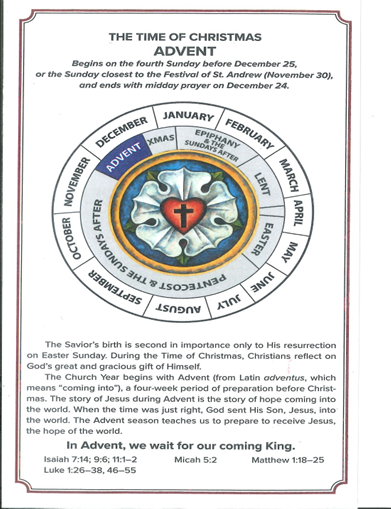 THE TIME OF CHRISTMAS
ADVENT
Begins on the fourth Sunday before December 25,
or the Sunday closest to the Festival of St. Andrew (November 30),
and ends with midday prayer on December 24.
JANUARY
FEBRUARY
MARCH
APRIL
MAY
JUNE
JULY
AUGUST
SEPTEMBER
OCTOBER
NOVEMBER
DECEMBER
ADVENT
XMAS
EPIPHANY
& THE
SUNDAYS AFTER
LENT
EASTER
PENTECOST & THE SUNDAYS AFTER
The Savior's birth is second in importance only to His resurrection
on Easter Sunday. During the Time of Christmas, Christians reflect on
God's great and gracious gift of Himself.
The Church Year begins with Advent (from Latin adventus, which
means "coming into"), a four-week period of preparation before Christ-
mas. The story of Jesus during Advent is the story of hope coming into
the world. When the time was just right, God sent His Son, Jesus, into
the world. The Advent season teaches us to prepare to receive Jesus,
the hope of the world.
In Advent, we wait for our coming King.
Isaiah 7:14; 9:6; 11:1–2 Micah 5:2 Matthew 1:18–25
Luke 1:26–38, 46–55